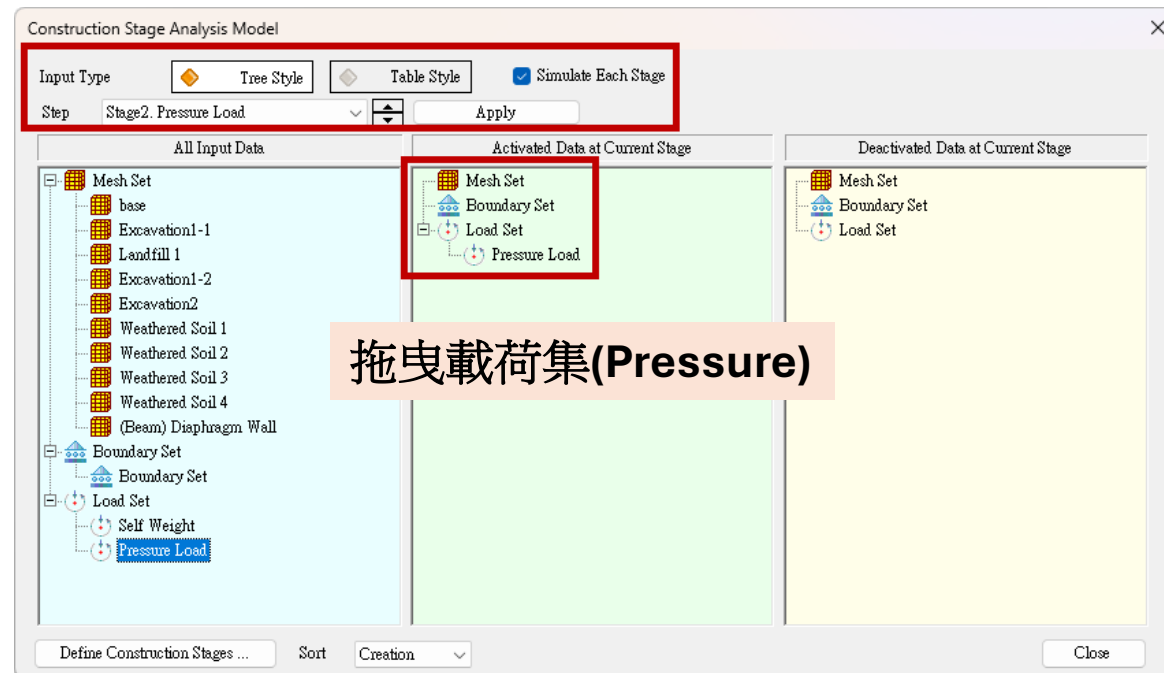 Construction Stage Analysis Model
Input Type
Tree Style
Table Style
Simulate Each Stage
Step
Stage2. Pressure Load
Apply
All Input Data
Mesh Set
base
Excavation1-1
Landfill 1
Excavation1-2
Excavation2
Weathered Soil 1
Weathered Soil 2
Weathered Soil 3
Weathered Soil 4
(Beam) Diaphragm Wall
Boundary Set
Boundary Set
Load Set
Self Weight
Pressure Load
Activated Data at Current Stage
Mesh Set
Boundary Set
Load Set
Pressure Load
Deactivated Data at Current Stage
Mesh Set
Boundary Set
Load Set
拖曳載荷集(Pressure)
Define Construction Stages ...
Sort
Creation
Close